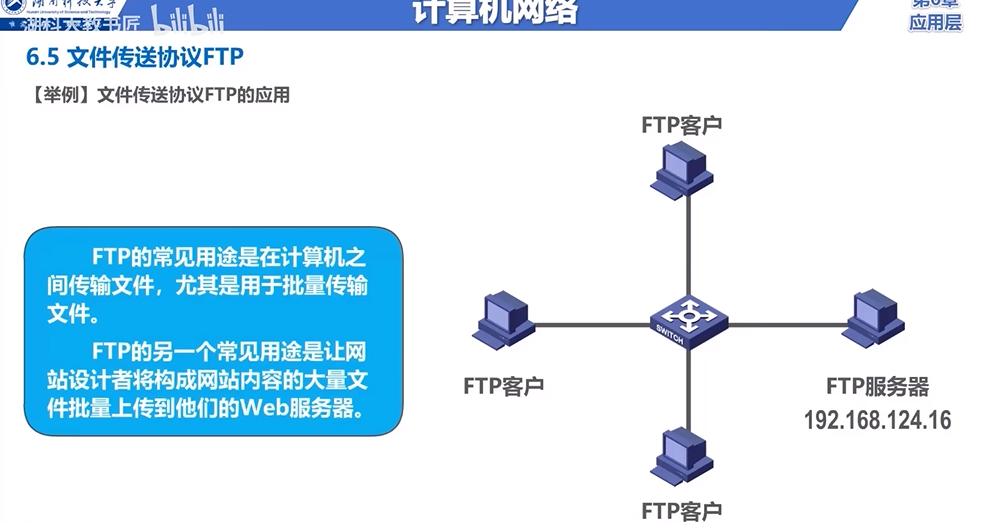 湖南科技大学
Hunan University of Science and Technology
湖科大教书匠 bilibili
计算机网络
第6章
应用层
6.5 文件传送协议FTP
【举例】文件传送协议FTP的应用
FTP客户
FTP的常见用途是在计算机之
间传输文件，尤其是用于批量传输
文件。
FTP的另一个常见用途是让网
站设计者将构成网站内容的大量文
件批量上传到他们的Web服务器。
SWITCH
FTP客户
FTP服务器
192.168.124.16
FTP客户